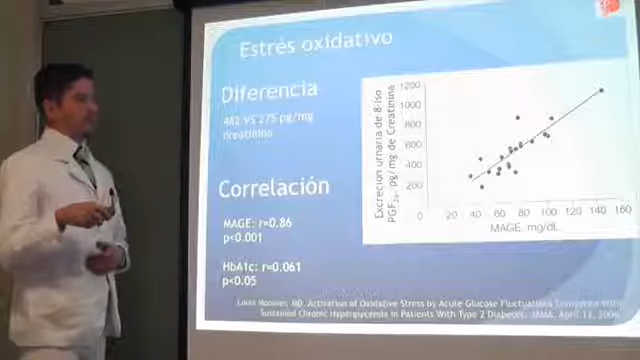 Estrés oxidativo
Diferencia
482 VS 275 pg/mg
creatinina
Correlación
MAGE: r=0.86
p<0.001
HbA1c: r=0.061
p<0.05
Excreción urinaria de 8-iso
PGF2α, pg/mg de Creatinina
1200
1000
800
600
400
200
0
20 40 60 80 100 120 140 160
MAGE, mg/dL
MD. Activation of Oxidative Stress by Acute Glucose Fluctuations Compared With
Sustained Chronic Hyperglycemia in Patients With Type 2 Diabetes. JAMA, April 12, 2006